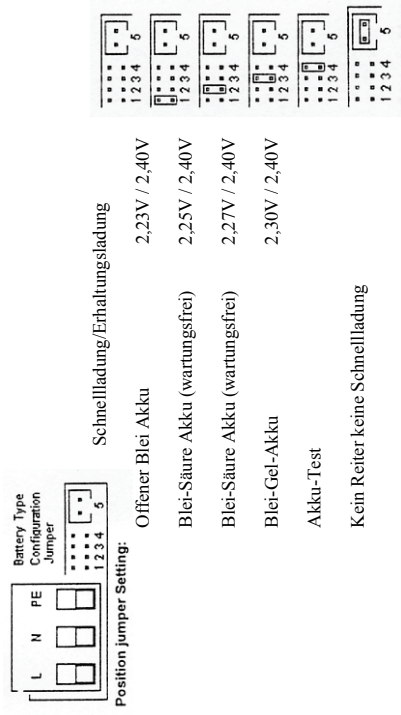 Battery Type
Configuration
Jumper
L N PE
1 2 3 4 5
Position jumper Setting:
Schnellladung/Erhaltungsladung
Offener Blei Akku 2,23V / 2,40V 1 2 3 4 5
Blei-Säure Akku (wartungsfrei) 2,25V / 2,40V 1 2 3 4 5
Blei-Säure Akku (wartungsfrei) 2,27V / 2,40V 1 2 3 4 5
Blei-Gel-Akku 2,30V / 2,40V 1 2 3 4 5
Akku-Test 1 2 3 4 5
Kein Reiter keine Schnellladung 1 2 3 4 5